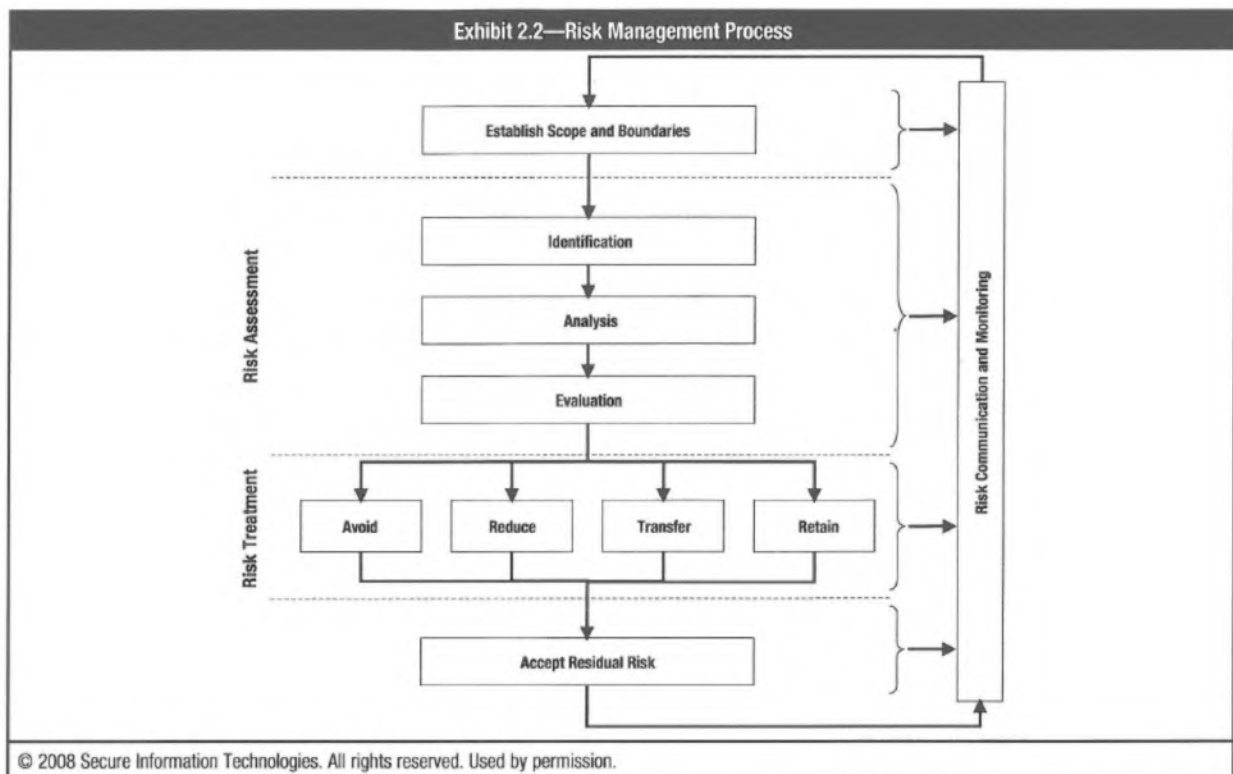 Exhibit 2.2—Risk Management Process
Establish Scope and Boundaries
Risk Assessment
Identification
Analysis
Evaluation
Risk Treatment
Avoid
Reduce
Transfer
Retain
Accept Residual Risk
Risk Communication and Monitoring
© 2008 Secure Information Technologies. All rights reserved. Used by permission.